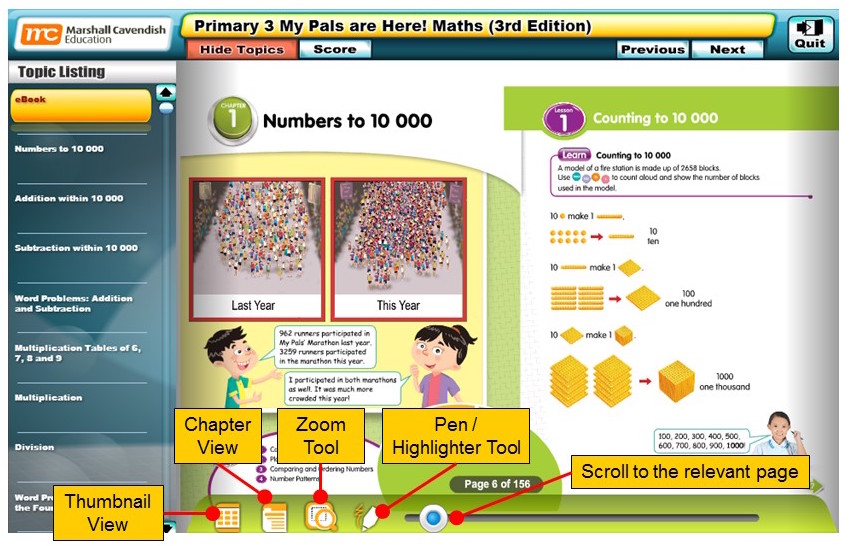 mc Marshall Cavendish
Education
Primary 3 My Pals are Here! Maths (3rd Edition)
Hide Topics
Score
Previous
Next
Quit
Topic Listing
eBook
Numbers to 10 000
Addition within 10 000
Subtraction within 10 000
Word Problems: Addition
and Subtraction
Multiplication Tables of 6,
7, 8 and 9
Multiplication
Division
the Four
CHAPTER
1
Numbers to 10 000
Last Year
This Year
962 runners participated in
My Pals' Marathon last year.
3259 runners participated
in the marathon this year.
I participated in both marathons
as well. It was much more
crowded this year!
3 Comparing and Ordering Numbers
4 Number Patterns
Lesson
1
Counting to 10 000
Learn Counting to 10 000
A model of a fire station is made up of 2658 blocks.
Use to count aloud and show the number of blocks
used in the model.
10 make 1 .
10
ten
10 make 1 .
100
one hundred
10 make 1 .
1000
one thousand
100, 200, 300, 400, 500,
600, 700, 800, 900, 1000!
Page 6 of 156
Thumbnail
View
Chapter
View
Zoom
Tool
Pen /
Highlighter Tool
Scroll to the relevant page